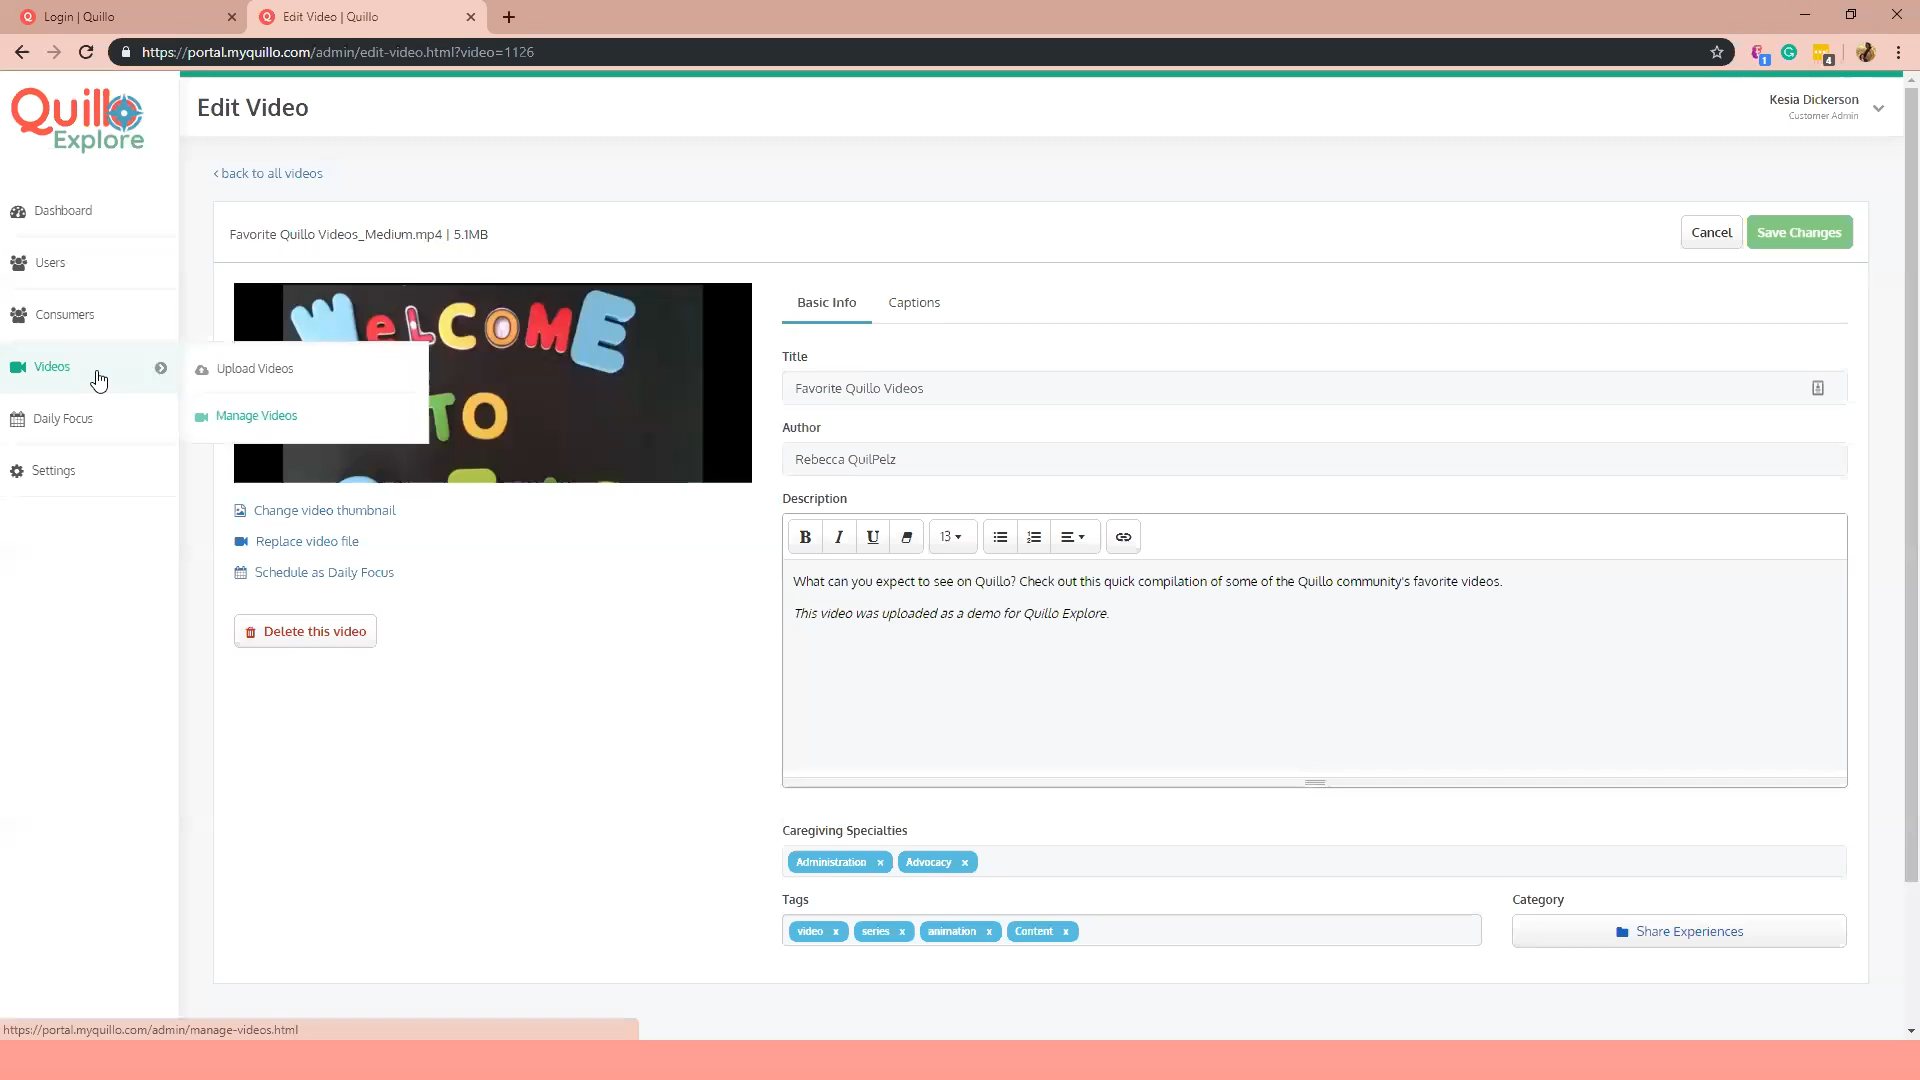 Login | Quillo
Edit Video | Quillo
https://portal.myquillo.com/admin/edit-video.html?video=1126
1
4
Quillo
Explore
Edit Video
Kesia Dickerson
Customer Admin
Dashboard
Users
Consumers
Videos
Daily Focus
Settings
Upload Videos
Manage Videos
‹ back to all videos
Favorite Quillo Videos_Medium.mp4 | 5.1MB
Cancel
Save Changes
WeLCOME
TO
Change video thumbnail
Replace video file
Schedule as Daily Focus
Delete this video
Basic Info
Captions
Title
Favorite Quillo Videos
Author
Rebecca QuilPelz
Description
B I U 13
What can you expect to see on Quillo? Check out this quick compilation of some of the Quillo community's favorite videos.
This video was uploaded as a demo for Quillo Explore.
Caregiving Specialties
Administration x Advocacy x
Tags
video x series x animation x Content x
Category
Share Experiences
https://portal.myquillo.com/admin/manage-videos.html